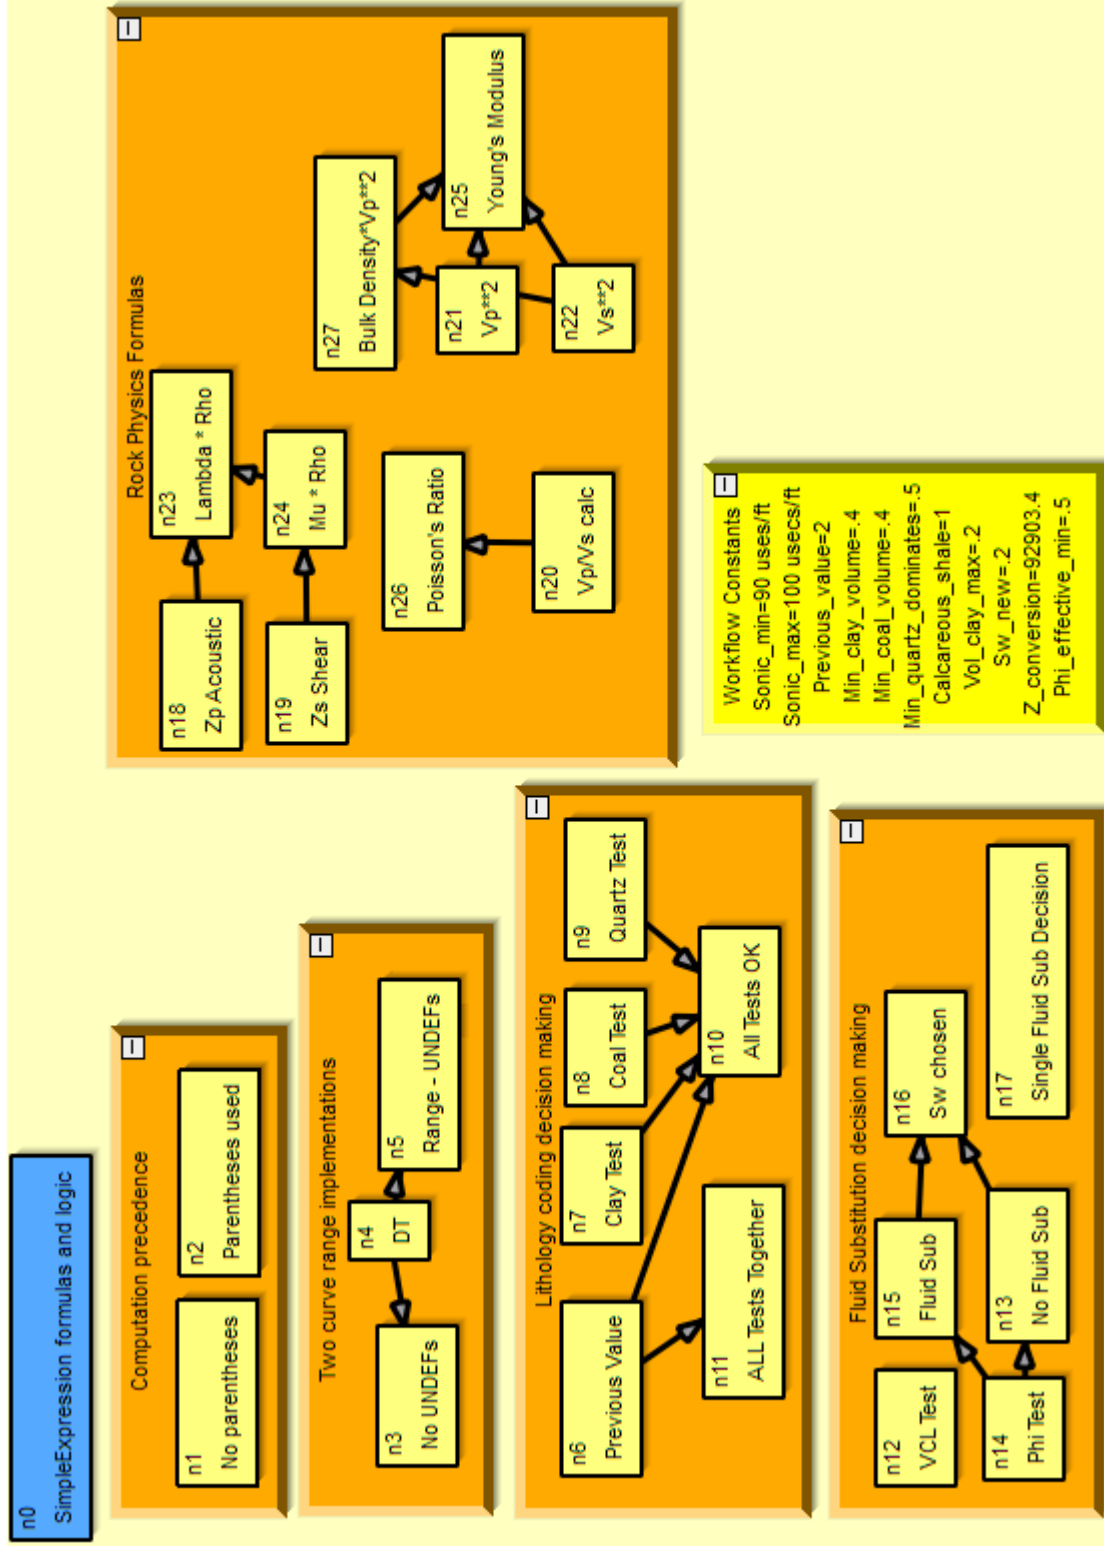 n0
SimpleExpression formulas and logic
Computation precedence
n1
No parentheses
n2
Parentheses used
Two curve range implementations
n3
No UNDEFs
n4
DT
n5
Range - UNDEFs
Lithology coding decision making
n6
Previous Value
n7
Clay Test
n8
Coal Test
n9
Quartz Test
n10
All Tests OK
n11
ALL Tests Together
Fluid Substitution decision making
n12
VCL Test
n15
Fluid Sub
n16
Sw chosen
n14
Phi Test
n13
No Fluid Sub
n17
Single Fluid Sub Decision
Rock Physics Formulas
n18
Zp Acoustic
n23
Lambda * Rho
n19
Zs Shear
n24
Mu * Rho
n26
Poisson's Ratio
n20
Vp/Vs calc
n27
Bulk Density*Vp**2
n21
Vp**2
n25
Young's Modulus
n22
Vs**2
Workflow Constants
Sonic_min=90 uses/ft
Sonic_max=100 usecs/ft
Previous_value=2
Min_clay_volume=.4
Min_coal_volume=.4
Min_quartz_dominates=.5
Calcareous_shale=1
Vol_clay_max=.2
Sw_new=.2
Z_conversion=92903.4
Phi_effective_min=.5